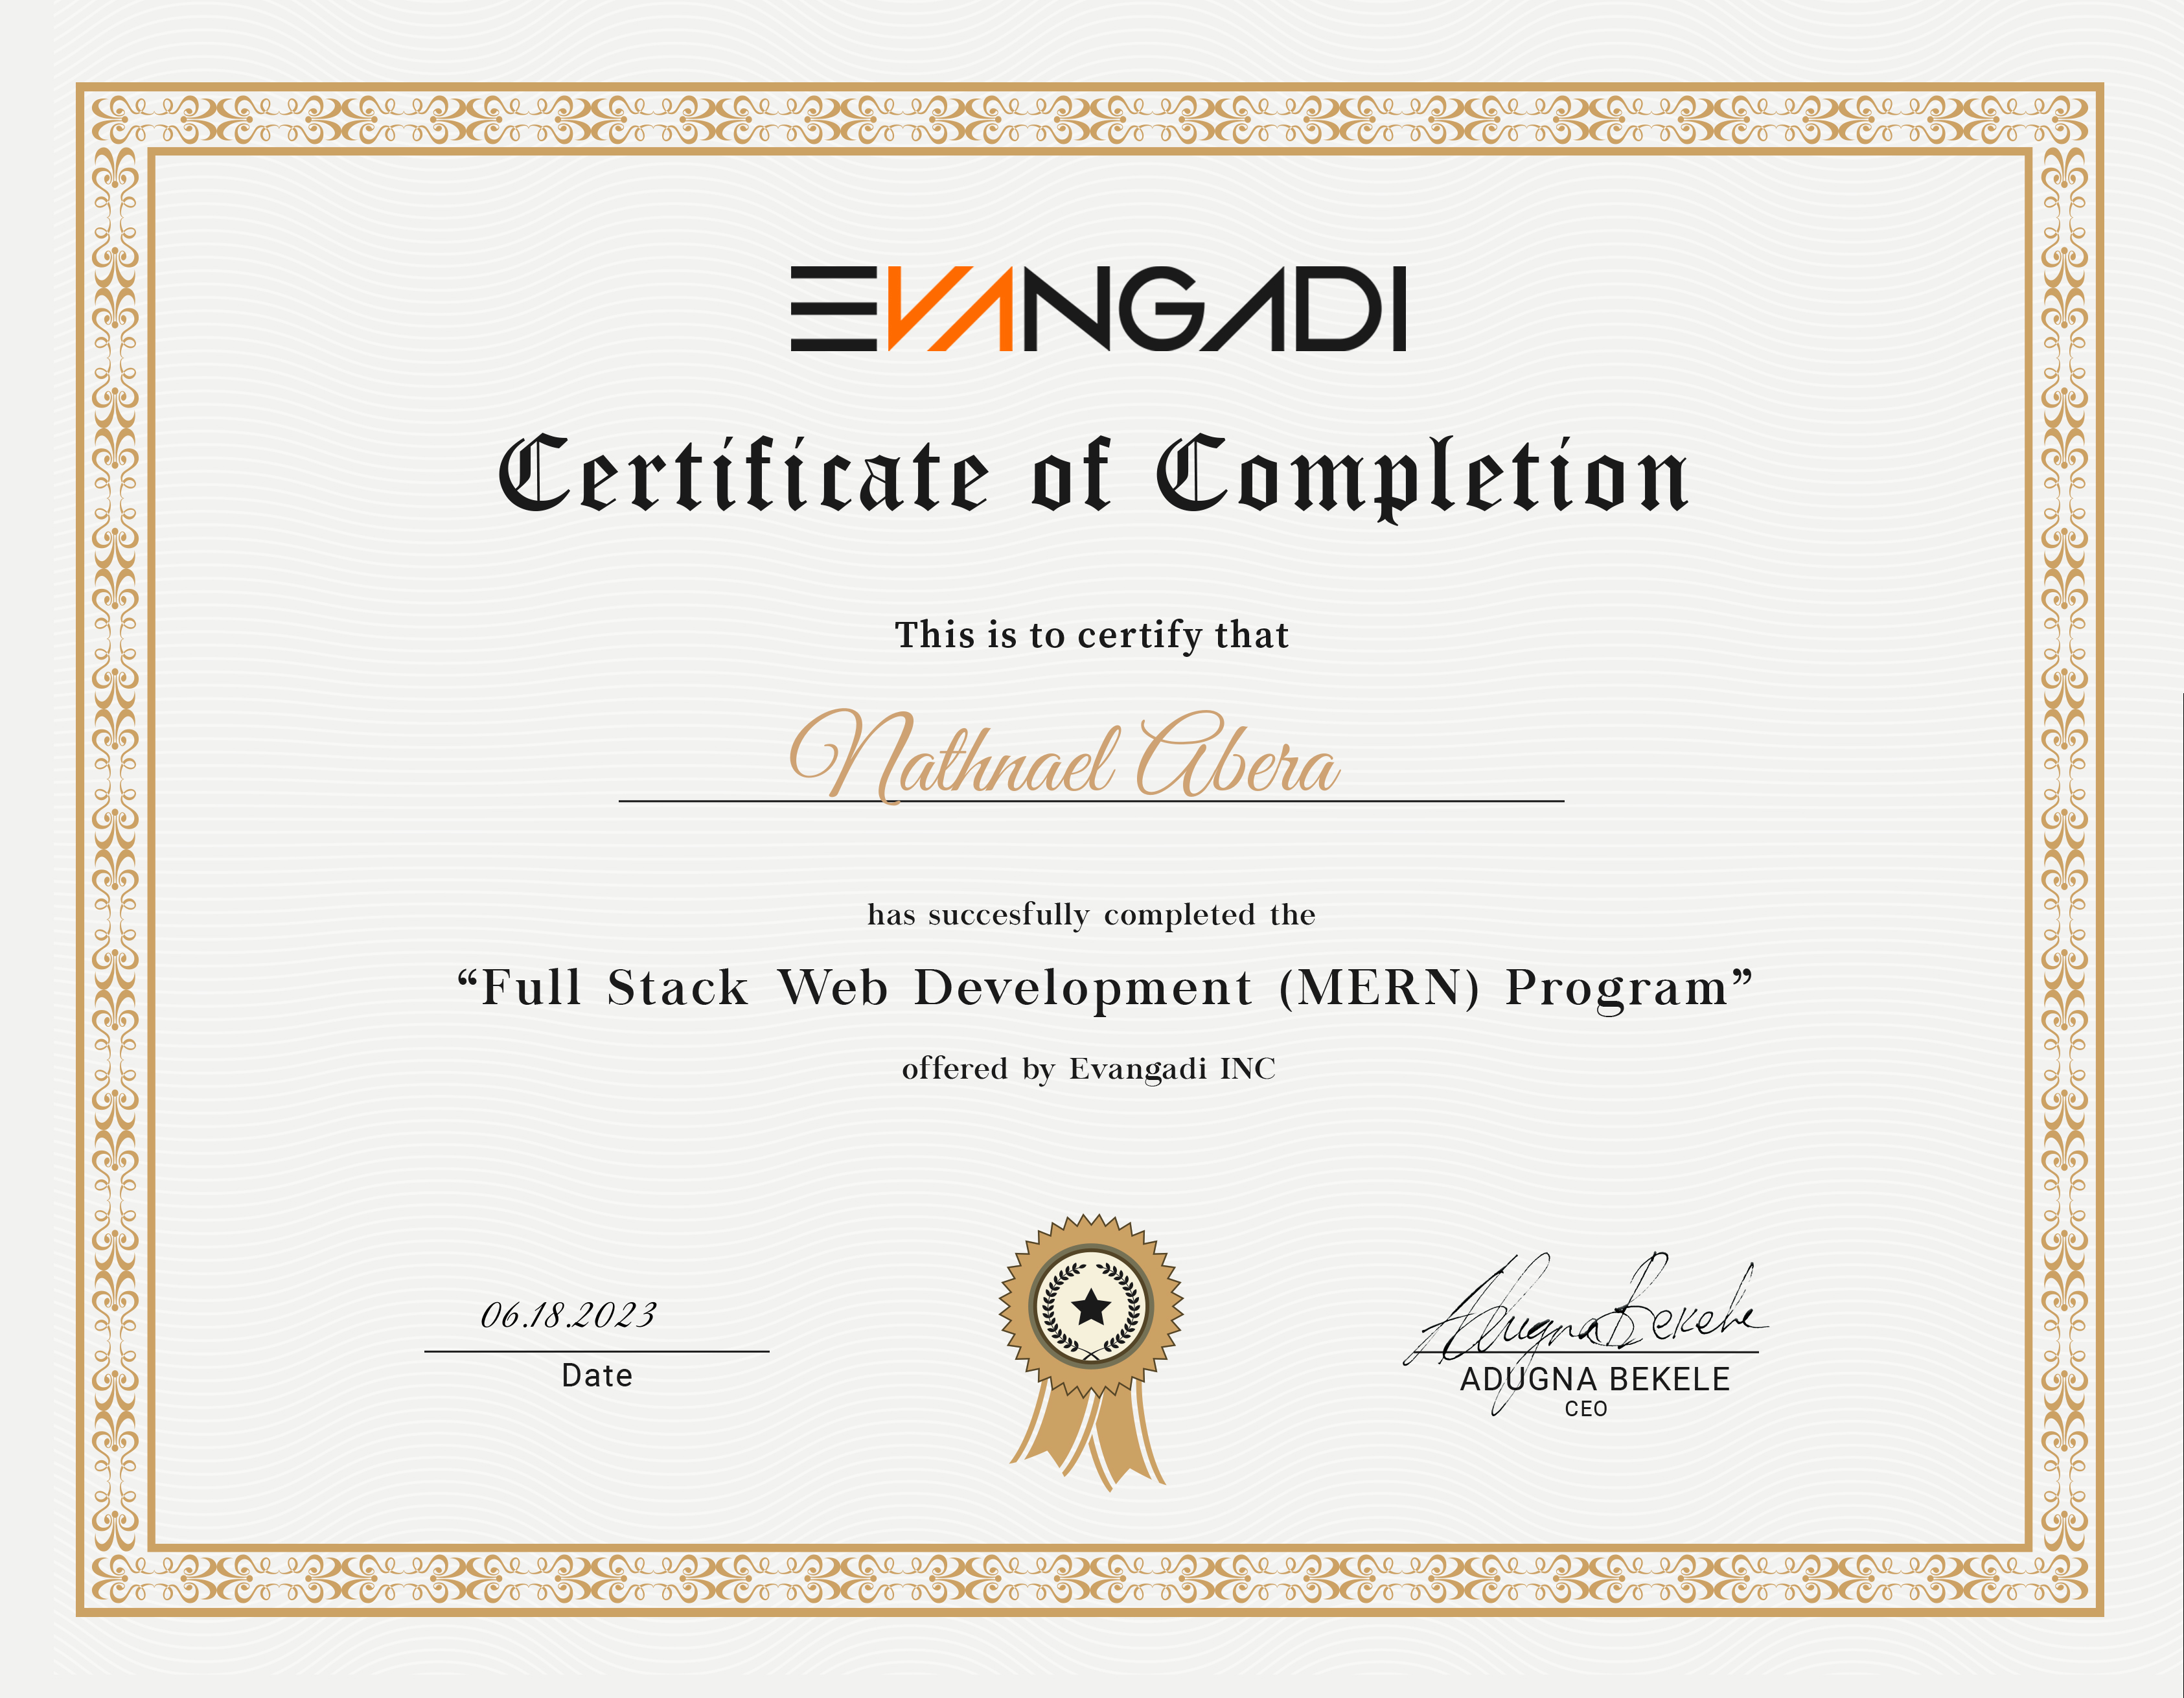 EVANGADI
Certificate of Completion
This is to certify that
Nathnael Abera
has succesfully completed the
“Full Stack Web Development (MERN) Program”
offered by Evangadi INC
06.18.2023
Date
Adugna Bekele
ADUGNA BEKELE
CEO